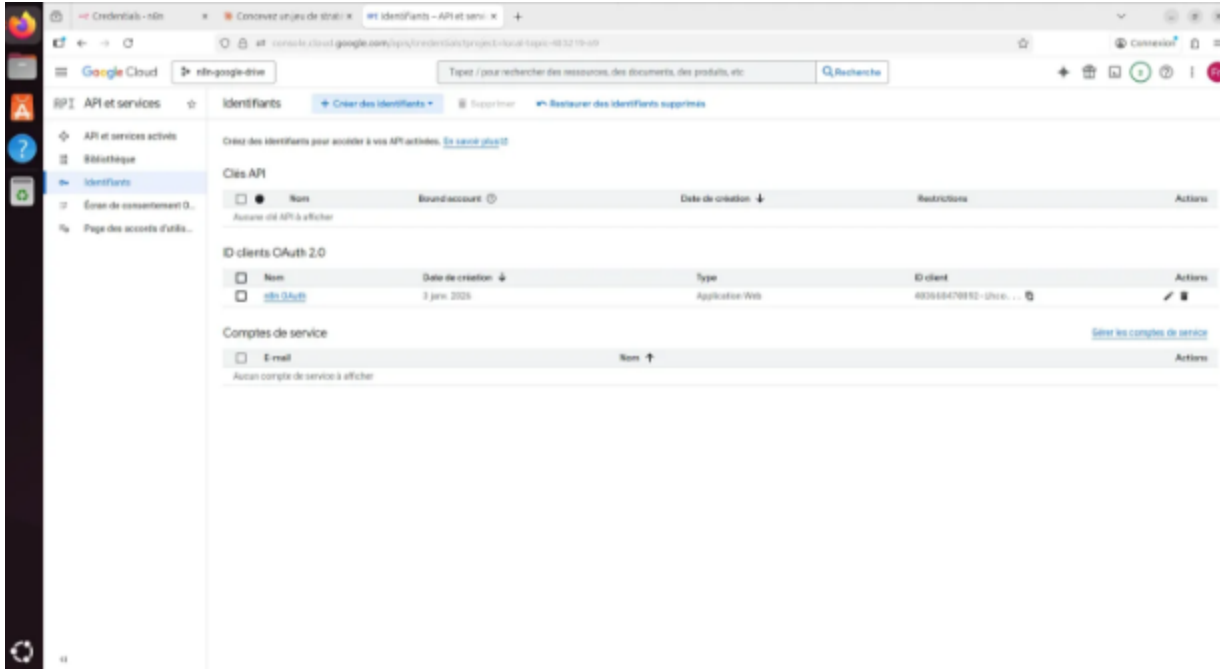 Credentials - n8n
Concevez un jeu de strat
Identifiants – API et servi
Connexion
Google Cloud
n8n-google-drive
Tapez / pour rechercher des ressources, des documents, des produits, etc
Recherche
API API et services
Identifiants
+ Créer des identifiants
Supprimer
Restaurer des identifiants supprimés
API et services activés
Bibliothèque
Identifiants
Écran de consentement O...
Page des accords d'utilis...
Créez des identifiants pour accéder à vos API activées. En savoir plus
Clés API
Nom Bound account Date de création Restrictions Actions
Aucune clé API à afficher
ID clients OAuth 2.0
Nom Date de création Type ID client Actions
n8n OAuth 3 janv. 2026 Application Web
Comptes de service Gérer les comptes de service
E-mail Nom Actions
Aucun compte de service à afficher